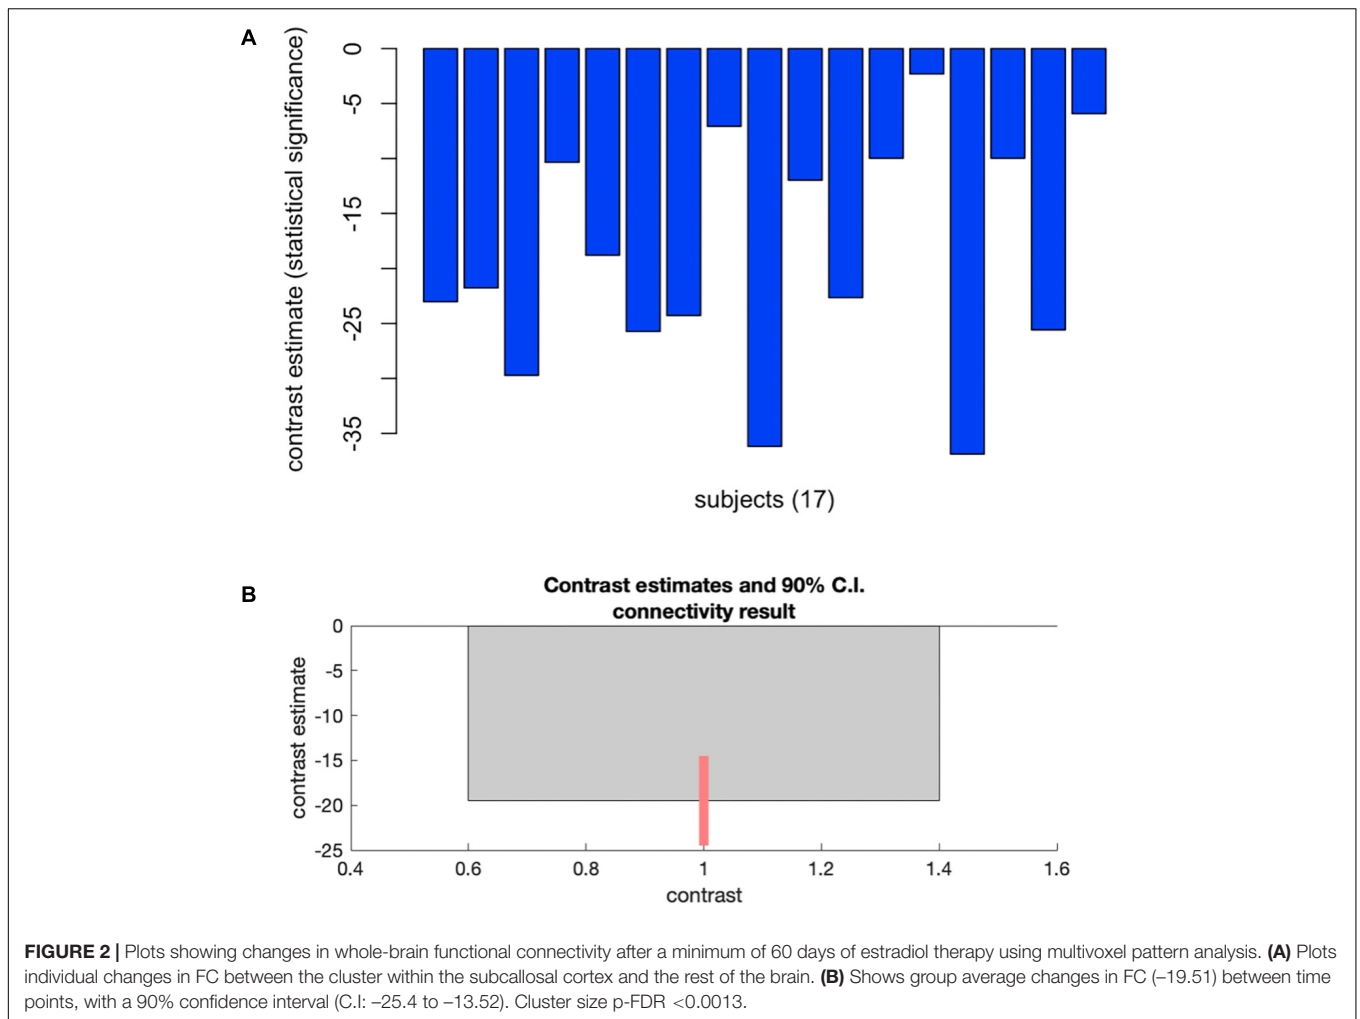 A
contrast estimate (statistical significance)
0
-5
-15
-25
-35
subjects (17)
B
Contrast estimates and 90% C.I.
connectivity result
contrast estimate
0
-5
-10
-15
-20
-25
0.4 0.6 0.8 1 1.2 1.4 1.6
contrast
FIGURE 2 | Plots showing changes in whole-brain functional connectivity after a minimum of 60 days of estradiol therapy using multivoxel pattern analysis. (A) Plots
individual changes in FC between the cluster within the subcallosal cortex and the rest of the brain. (B) Shows group average changes in FC (–19.51) between time
points, with a 90% confidence interval (C.I: –25.4 to –13.52). Cluster size p-FDR <0.0013.